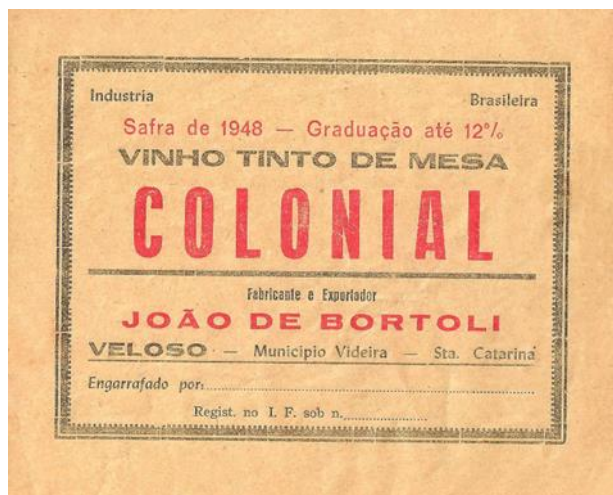 Industria Brasileira
Safra de 1948 — Graduação até 12%
VINHO TINTO DE MESA
COLONIAL
Fabricante e Exportador
JOÃO DE BORTOLI
VELOSO — Municipio Videira — Sta. Catarina
Engarrafado por:
Regist. no I. F. sob n.